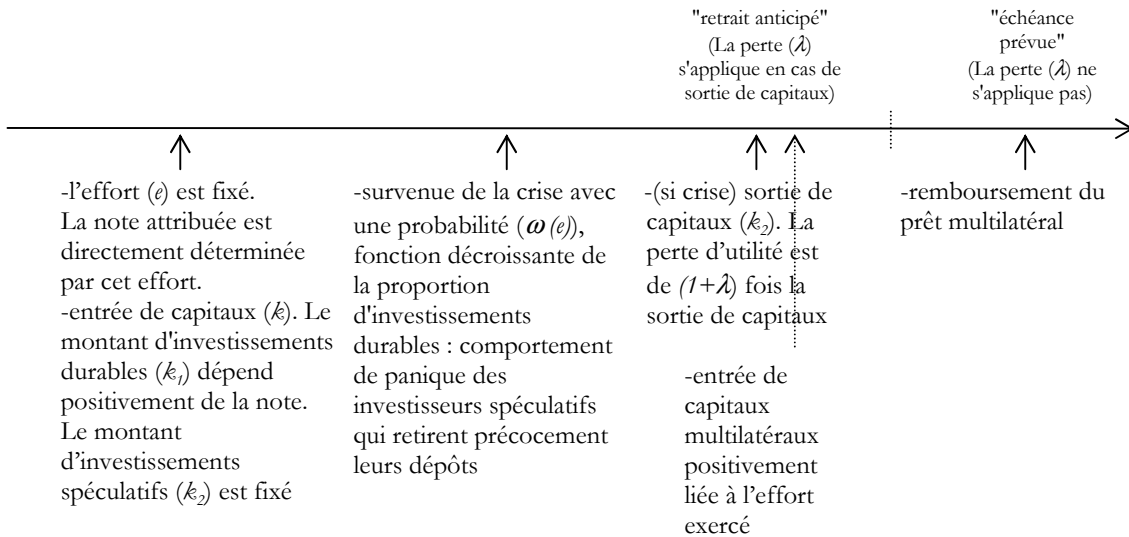 "retrait anticipé"
(La perte (λ)
s'applique en cas de
sortie de capitaux)
"échéance
prévue"
(La perte (λ) ne
s'applique pas)
-l'effort (e) est fixé.
La note attribuée est
directement déterminée
par cet effort.
-entrée de capitaux (k). Le
montant d'investissements
durables (k₁) dépend
positivement de la note.
Le montant
d'investissements
spéculatifs (k₂) est fixé
-survenue de la crise avec
une probabilité (ω(e)),
fonction décroissante de
la proportion
d'investissements
durables : comportement
de panique des
investisseurs spéculatifs
qui retirent précocement
leurs dépôts
-(si crise) sortie de
capitaux (k₂). La
perte d'utilité est
de (1+λ) fois la
sortie de capitaux
-entrée de
capitaux
multilatéraux
positivement
liée à l'effort
exercé
-remboursement du
prêt multilatéral